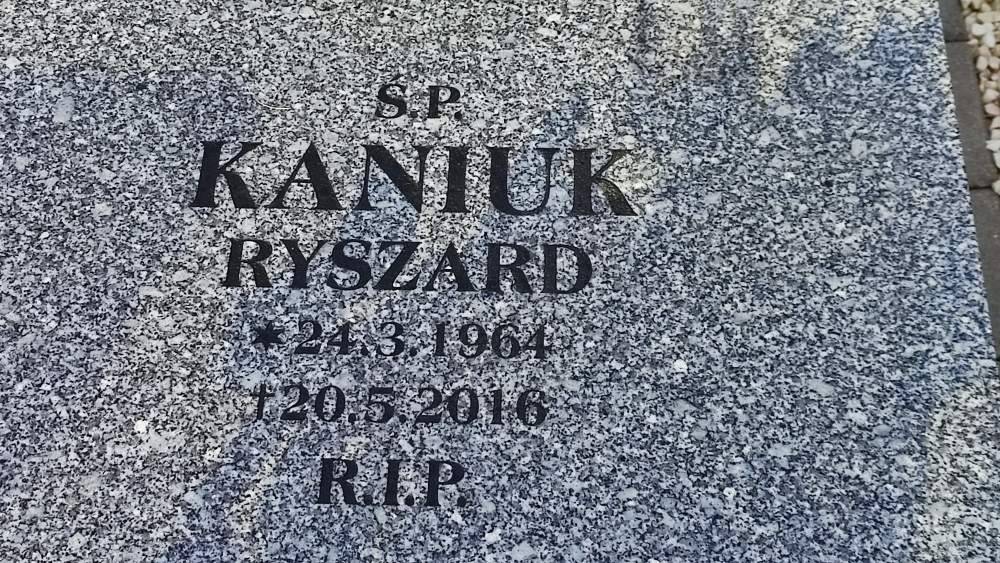 Ś.P.
KANIUK
RYSZARD
★ 24.3.1964
† 20.5.2016
R.I.P.